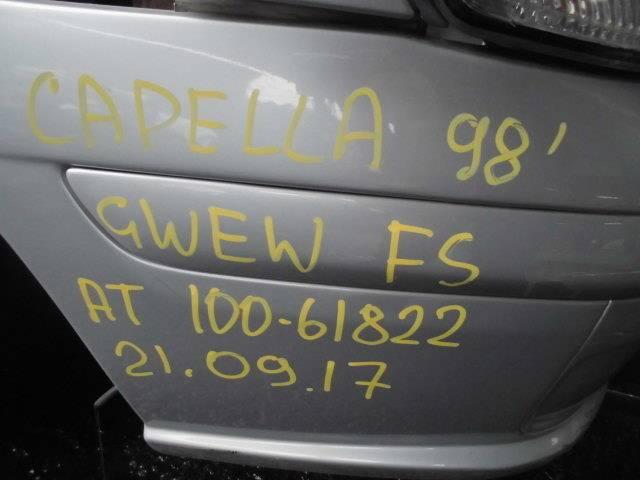 CAPELLA 98'
GWEW FS
AT 100-61822
21.09.17